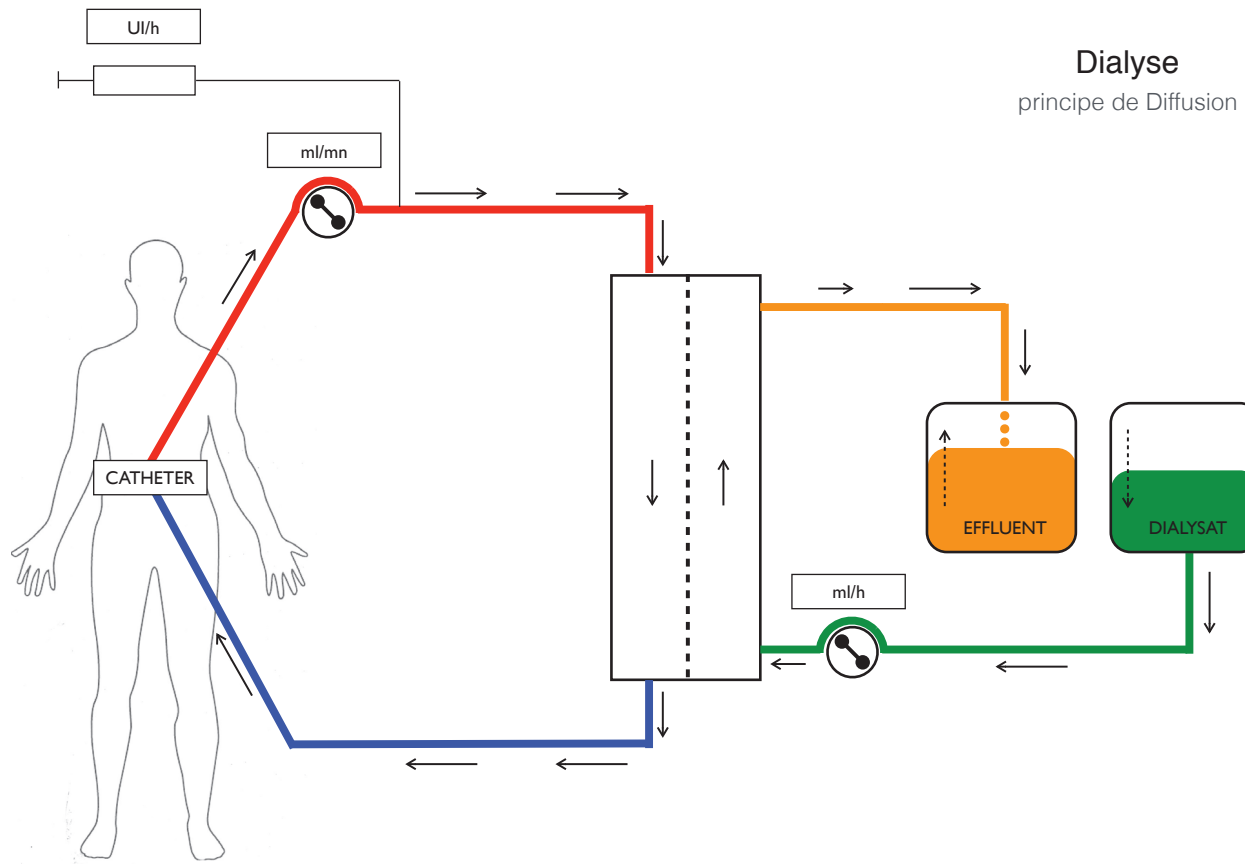 UI/h
Dialyse
principe de Diffusion
ml/mn
CATHETER
EFFLUENT
DIALYSAT
ml/h